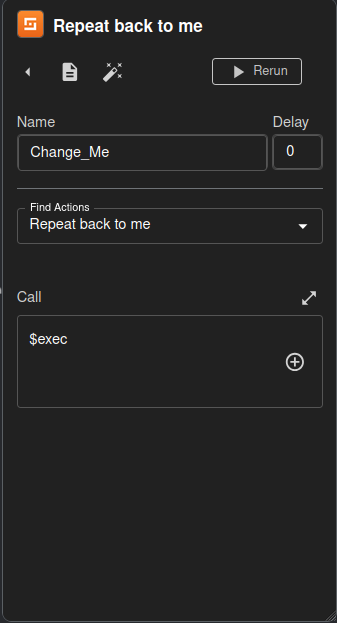 Repeat back to me
Rerun
Name
Delay
Change_Me
0
Find Actions
Repeat back to me
Call
$exec